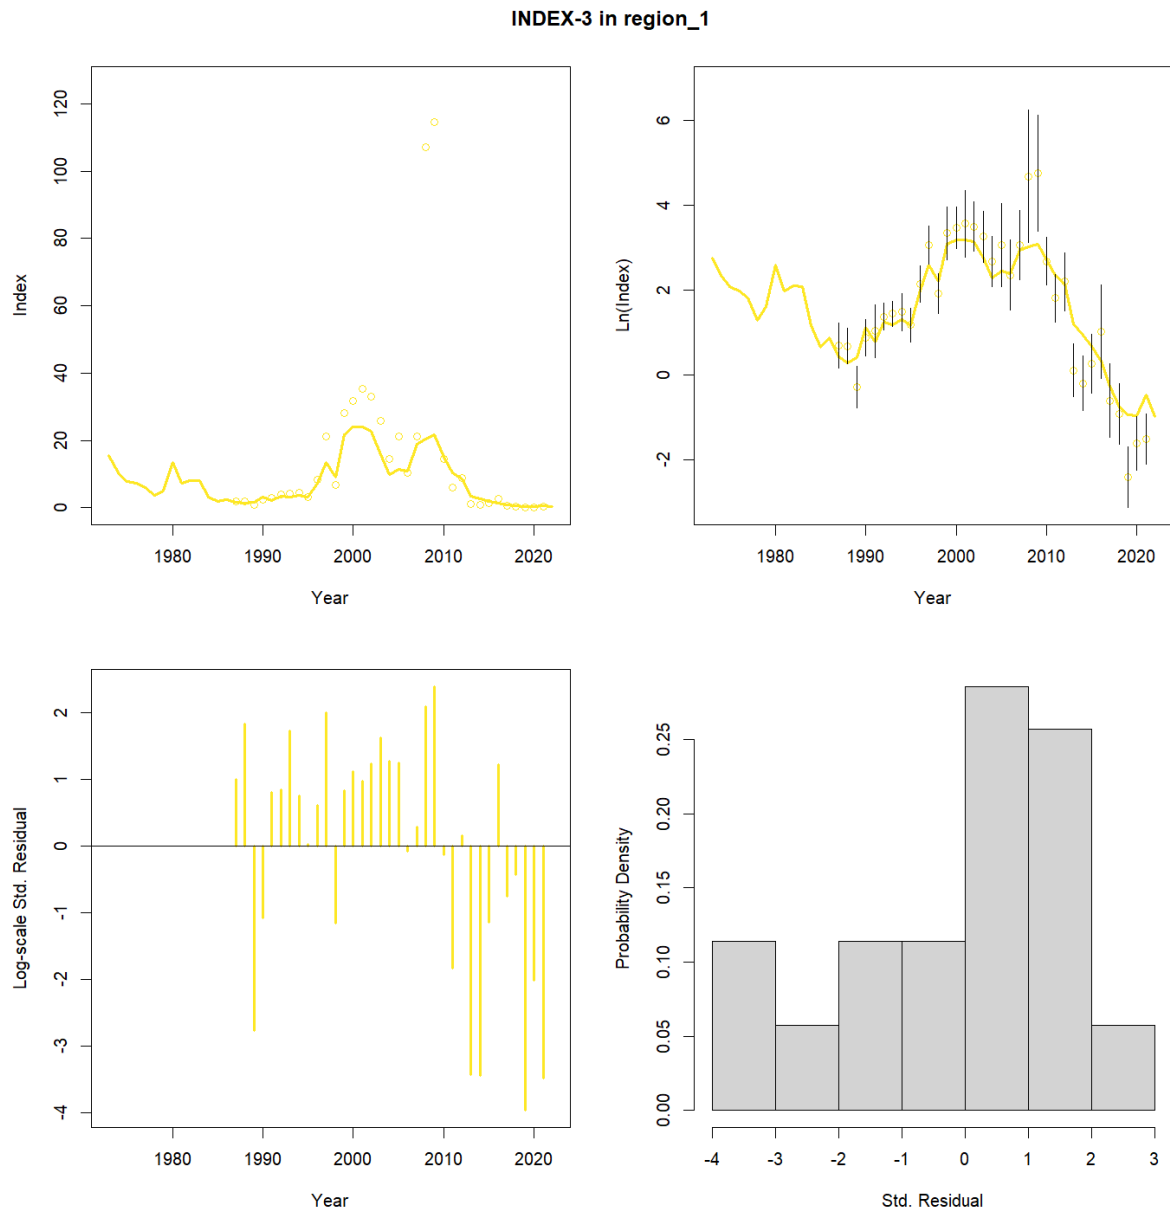 INDEX-3 in region_1
Index
0 20 40 60 80 100 120
1980 1990 2000 2010 2020
Year
Ln(Index)
-2 0 2 4 6
1980 1990 2000 2010 2020
Year
Log-scale Std. Residual
-4 -3 -2 -1 0 1 2
1980 1990 2000 2010 2020
Year
Probability Density
0.00 0.05 0.10 0.15 0.20 0.25
-4 -3 -2 -1 0 1 2 3
Std. Residual